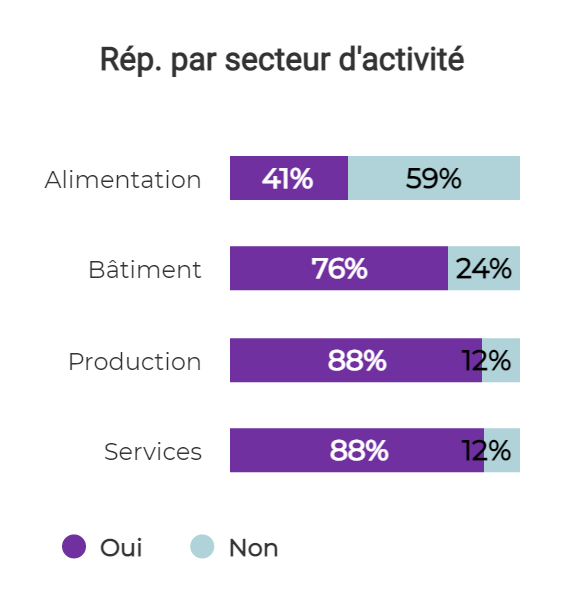 Rép. par secteur d'activité
Alimentation 41% 59%
Bâtiment 76% 24%
Production 88% 12%
Services 88% 12%
Oui Non